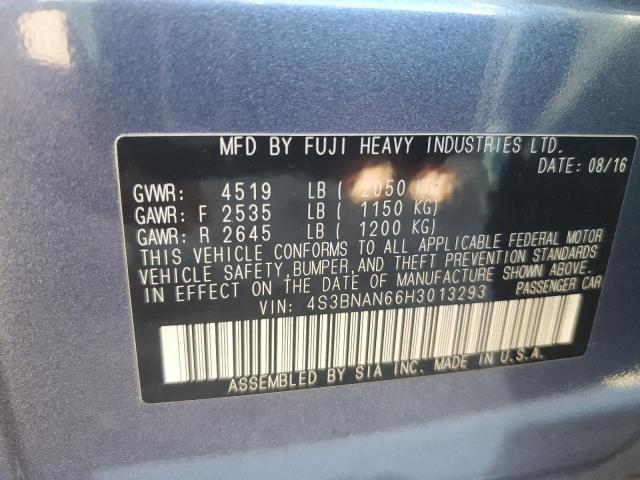 MFD BY FUJI HEAVY INDUSTRIES LTD.
DATE: 08/16
GVWR: 4519 LB ( 2050 KG)
GAWR: F 2535 LB ( 1150 KG)
GAWR: R 2645 LB ( 1200 KG)
THIS VEHICLE CONFORMS TO ALL APPLICABLE FEDERAL MOTOR
VEHICLE SAFETY, BUMPER, AND THEFT PREVENTION STANDARDS
IN EFFECT ON THE DATE OF MANUFACTURE SHOWN ABOVE.
VIN: 4S3BNAN66H3013293 PASSENGER CAR
ASSEMBLED BY SIA INC. MADE IN U.S.A.